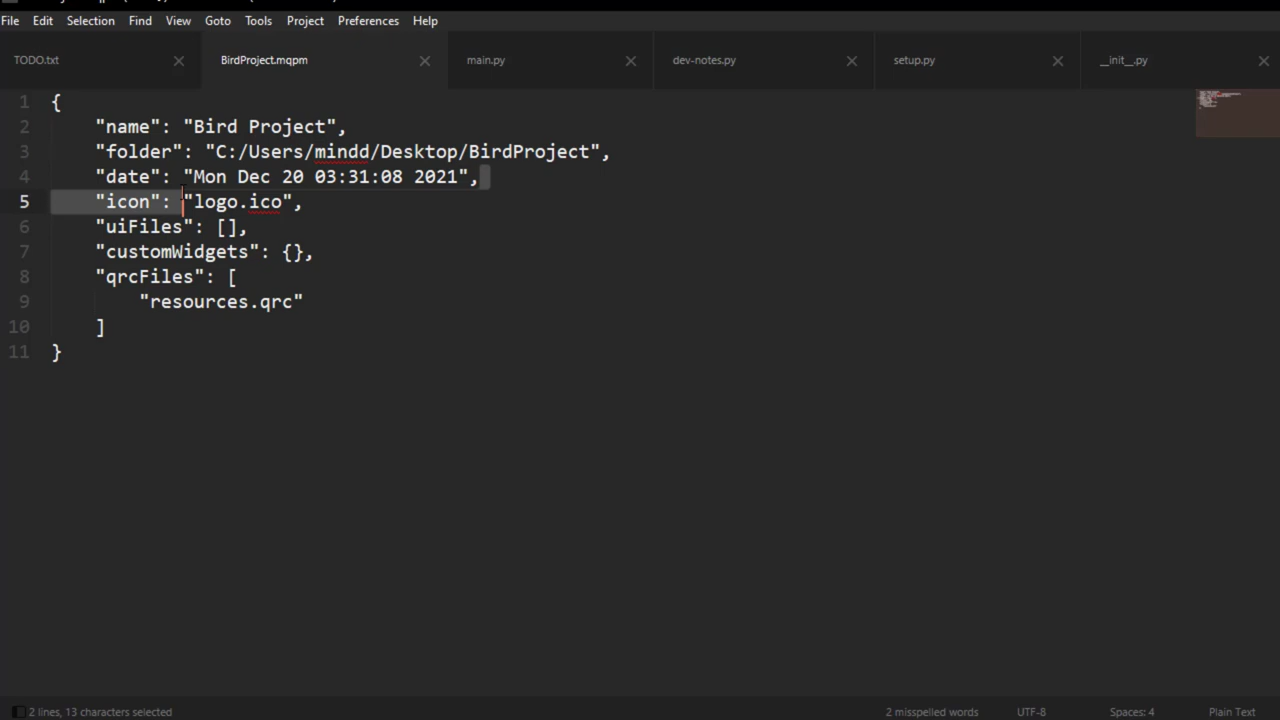 File Edit Selection Find View Goto Tools Project Preferences Help
TODO.txt BirdProject.mqpm main.py dev-notes.py setup.py __init__.py
1 {
2 "name": "Bird Project",
3 "folder": "C:/Users/mindd/Desktop/BirdProject",
4 "date": "Mon Dec 20 03:31:08 2021",
5 "icon": "logo.ico",
6 "uiFiles": [],
7 "customWidgets": {},
8 "qrcFiles": [
9 "resources.qrc"
10 ]
11 }
2 lines, 13 characters selected 2 misspelled words UTF-8 Spaces: 4 Plain Text